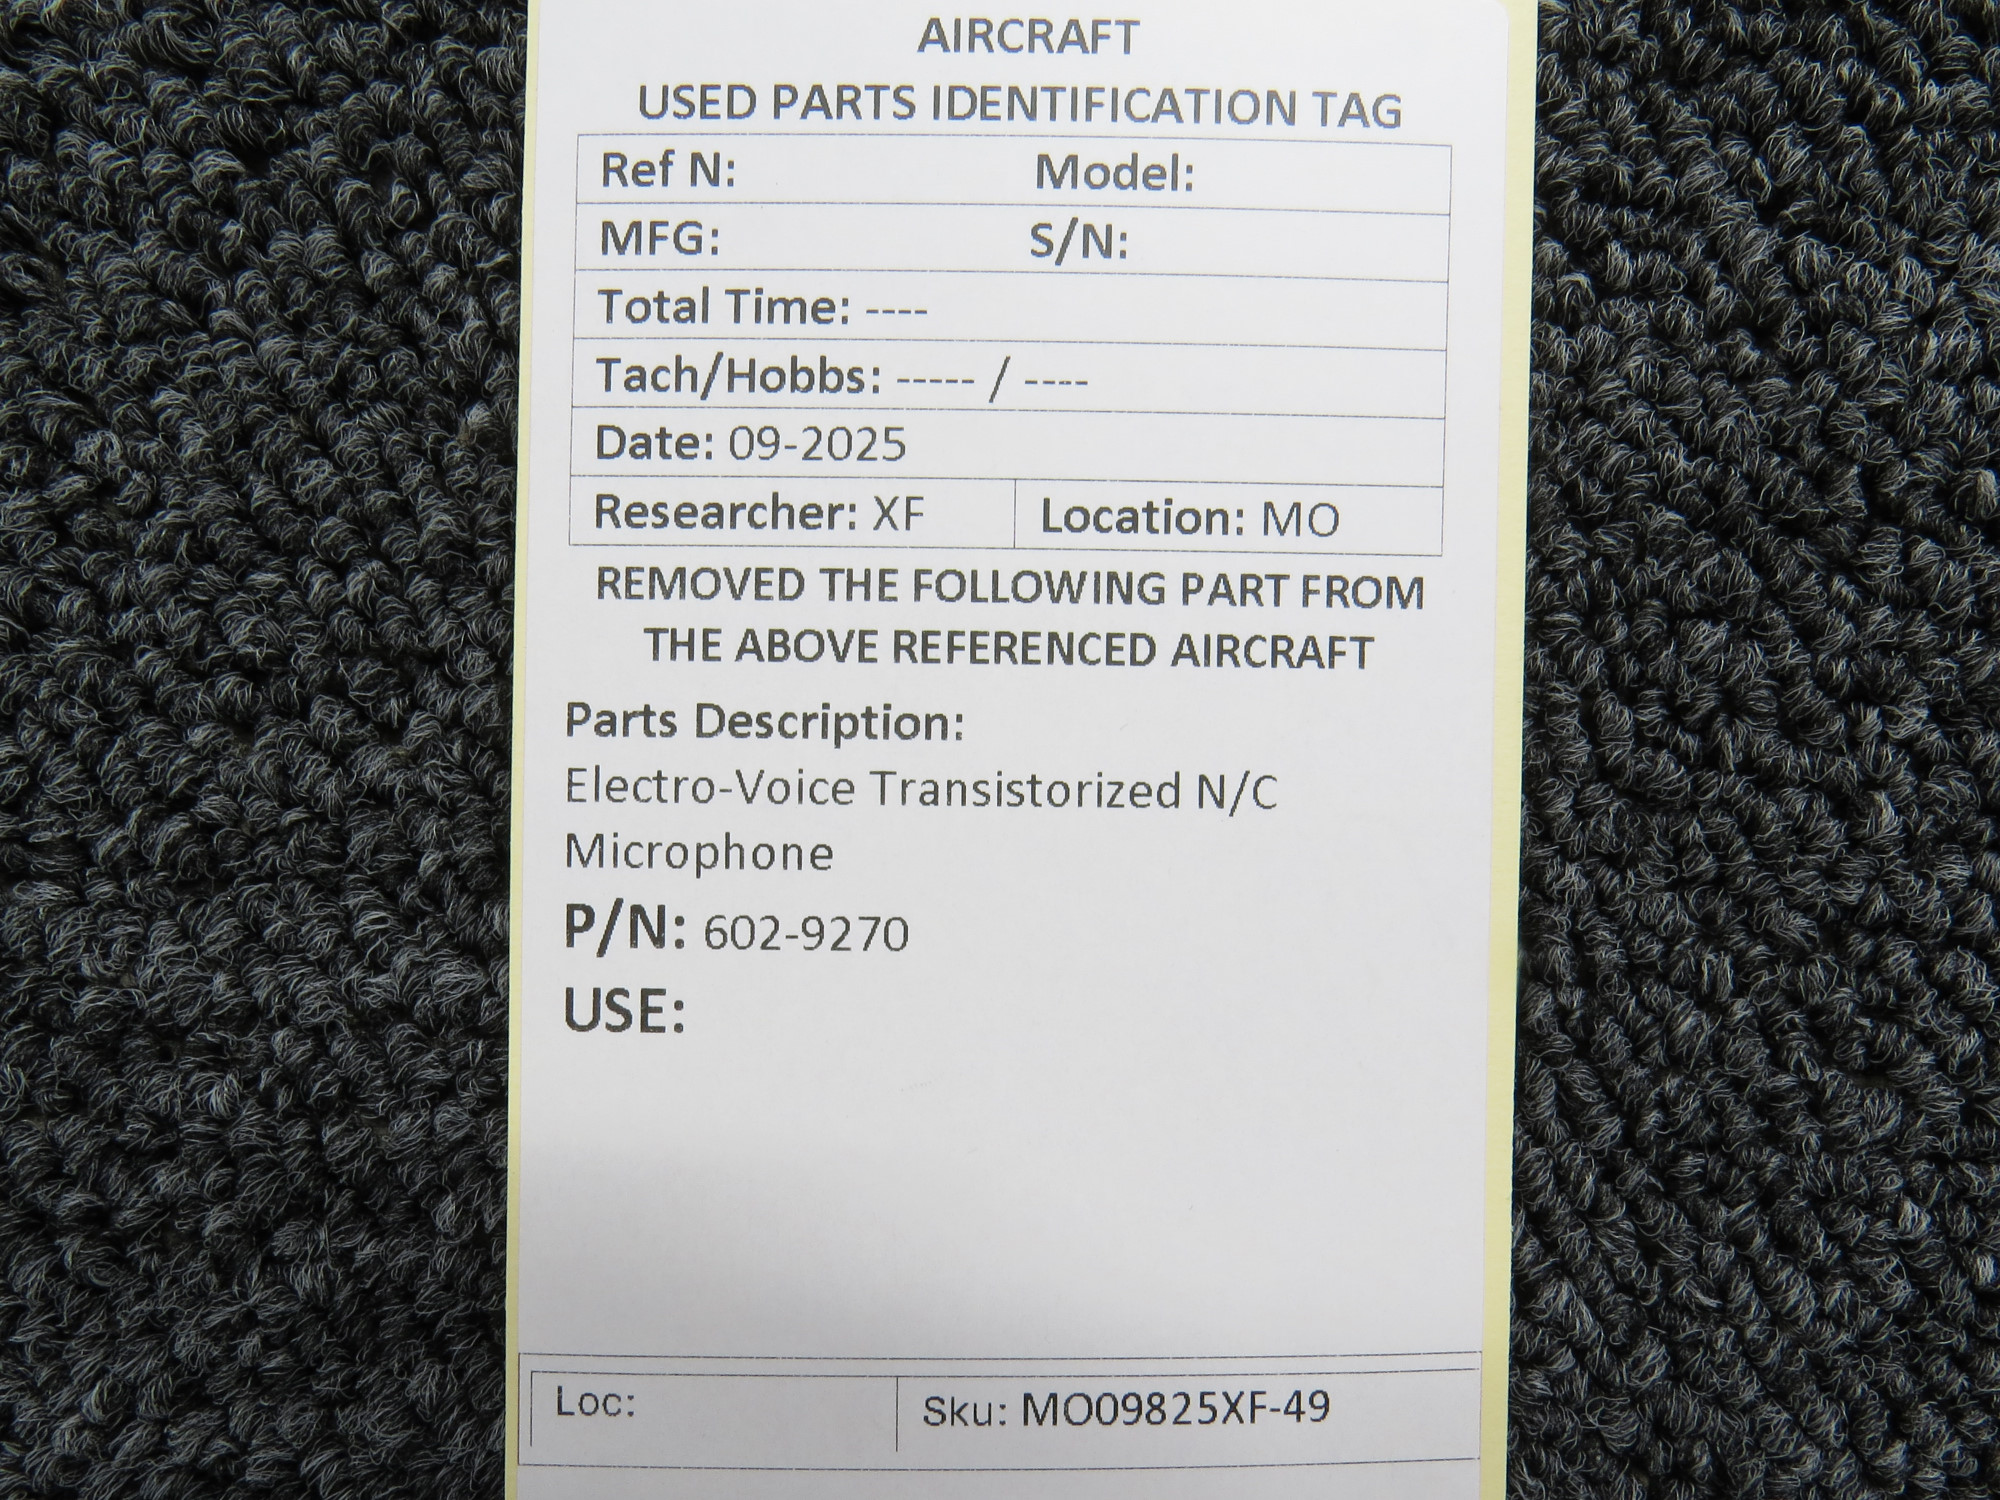 AIRCRAFT
USED PARTS IDENTIFICATION TAG
Ref N: Model:
MFG: S/N:
Total Time: ----
Tach/Hobbs: ----- / ----
Date: 09-2025
Researcher: XF Location: MO
REMOVED THE FOLLOWING PART FROM
THE ABOVE REFERENCED AIRCRAFT
Parts Description:
Electro-Voice Transistorized N/C
Microphone
P/N: 602-9270
USE:
Loc: Sku: MO09825XF-49